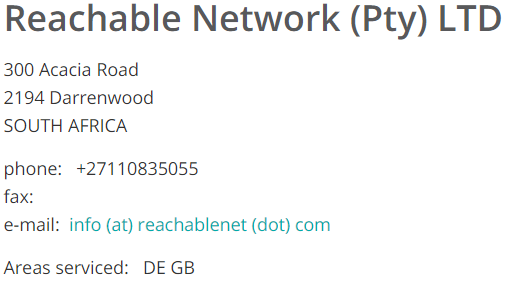 Reachable Network (Pty) LTD
300 Acacia Road
2194 Darrenwood
SOUTH AFRICA
phone: +27110835055
fax:
e-mail: info (at) reachablenet (dot) com
Areas serviced: DE GB